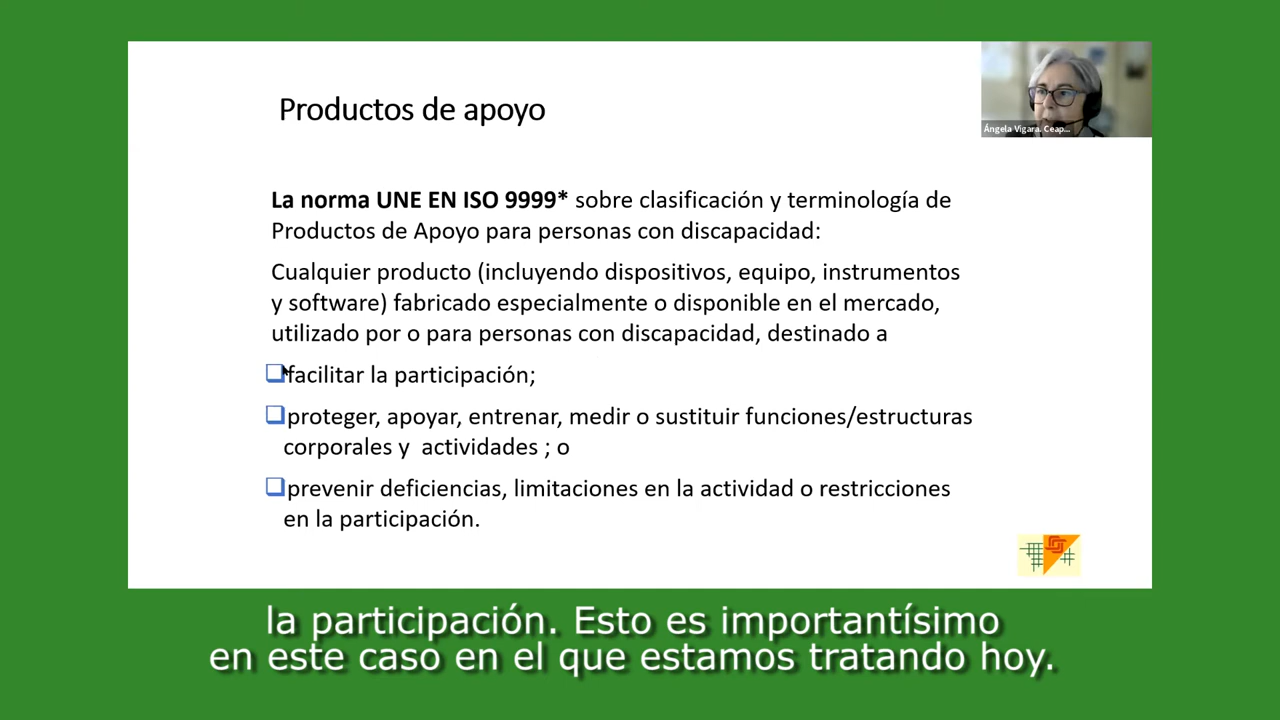 Productos de apoyo
Ángela Vigara. Ceap...
La norma UNE EN ISO 9999* sobre clasificación y terminología de
Productos de Apoyo para personas con discapacidad:
Cualquier producto (incluyendo dispositivos, equipo, instrumentos
y software) fabricado especialmente o disponible en el mercado,
utilizado por o para personas con discapacidad, destinado a
facilitar la participación;
proteger, apoyar, entrenar, medir o sustituir funciones/estructuras
corporales y actividades ; o
prevenir deficiencias, limitaciones en la actividad o restricciones
en la participación.
la participación. Esto es importantísimo
en este caso en el que estamos tratando hoy.